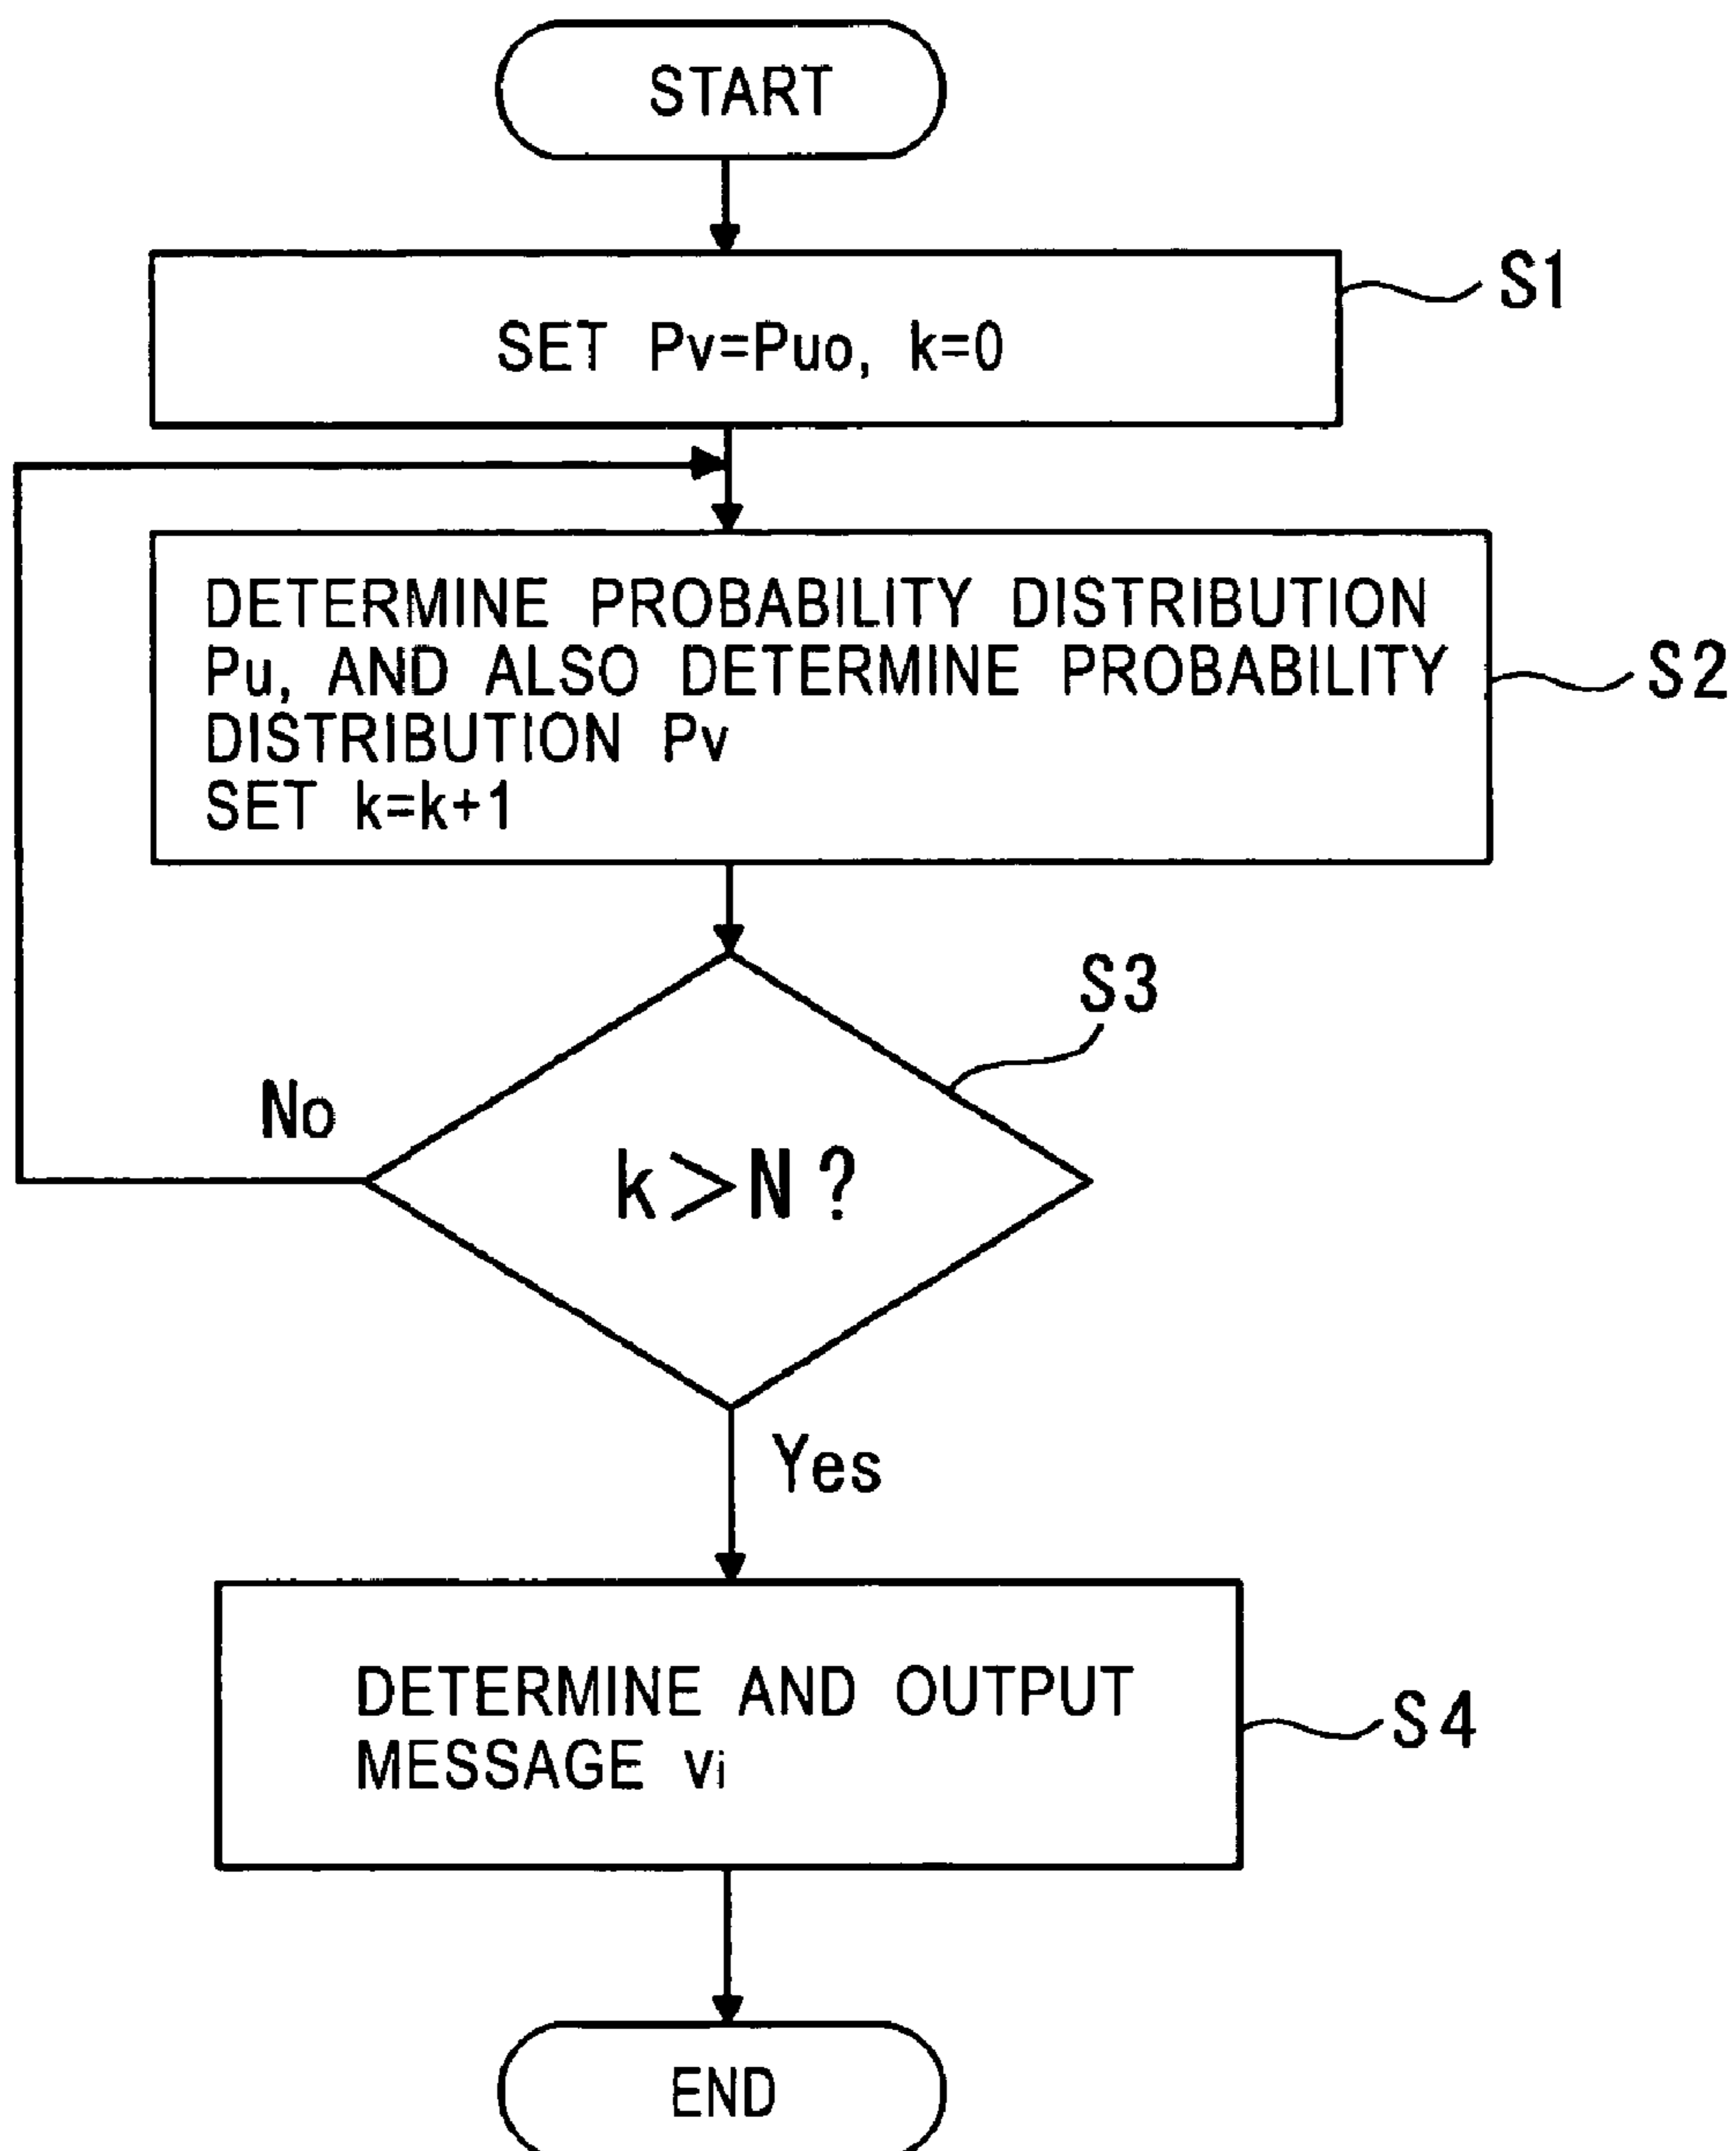 START
SET Pv=Puo, k=0
S1
DETERMINE PROBABILITY DISTRIBUTION
Pu, AND ALSO DETERMINE PROBABILITY
DISTRIBUTION Pv
SET k=k+1
S2
S3
No
k>N?
Yes
DETERMINE AND OUTPUT
MESSAGE vi
S4
END